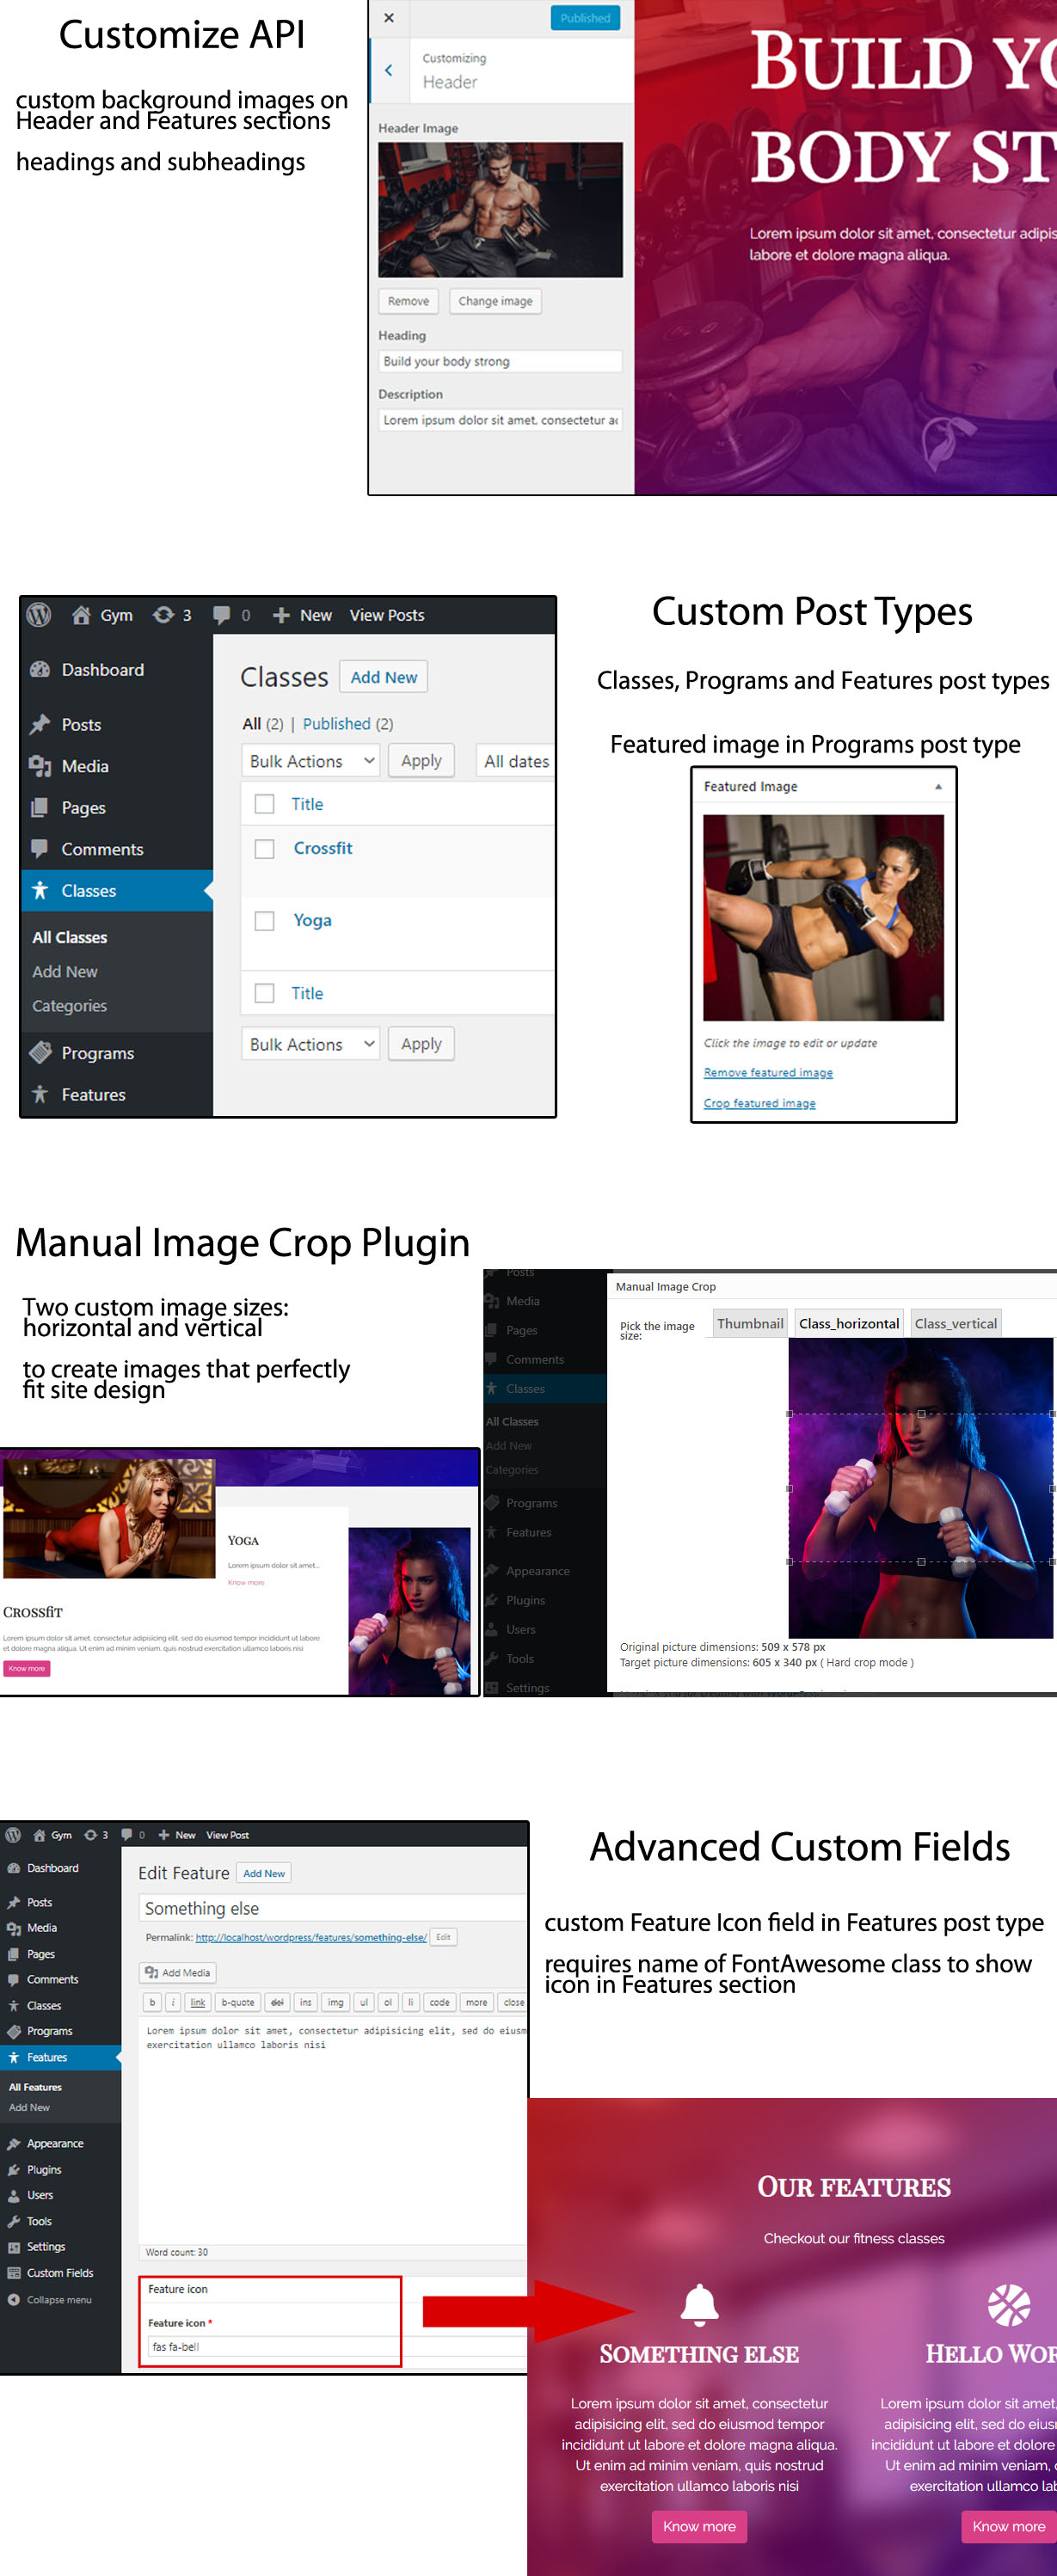 Customize API
custom background images on
Header and Features sections
headings and subheadings
Published
Customizing
Header
Header Image
Remove
Change image
Heading
Build your body strong
Description
Lorem ipsum dolor sit amet, consectetur
BUILD
BODY ST
Lorem ipsum dolor sit amet, consectetur adipis
labore et dolore magna aliqua.
Gym 3 0 New View Posts
Dashboard
Posts
Media
Pages
Comments
Classes
All Classes
Add New
Categories
Programs
Features
Classes Add New
All (2) | Published (2)
Bulk Actions Apply All dates
Title
Crossfit
Yoga
Title
Bulk Actions Apply
Custom Post Types
Classes, Programs and Features post types
Featured image in Programs post type
Featured Image
Click the image to edit or update
Remove featured image
Crop featured image
Manual Image Crop Plugin
Two custom image sizes:
horizontal and vertical
to create images that perfectly
fit site design
YOGA
Lorem ipsum dolor sit amet...
Know more
CROSSfiT
Lorem ipsum dolor sit amet, consectetur adipisicing elit, sed do eiusmod tempor incididunt ut labore
et dolore magna aliqua. Ut enim ad minim veniam, quis nostrud exercitation ullamco laboris nisi
Know more
Posts
Media
Pages
Comments
Classes
All Classes
Add New
Categories
Programs
Features
Appearance
Plugins
Users
Tools
Settings
Manual Image Crop
Pick the image
size:
Thumbnail Class_horizontal Class_vertical
Original picture dimensions: 509 x 578 px
Target picture dimensions: 605 x 340 px ( Hard crop mode )
Gym 3 0 New View Post
Dashboard
Posts
Media
Pages
Comments
Classes
Programs
Features
All Features
Add New
Appearance
Plugins
Users
Tools
Settings
Custom Fields
Collapse menu
Edit Feature Add New
Something else
Permalink: http://localhost/wordpress/features/something-else/ Edit
Add Media
b i link b-quote del ins img ul ol li code more close
Lorem ipsum dolor sit amet, consectetur adipisicing elit, sed do eiusm
exercitation ullamco laboris nisi
Word count: 30
Feature icon
Feature icon *
fas fa-bell
Advanced Custom Fields
custom Feature Icon field in Features post type
requires name of FontAwesome class to show
icon in Features section
OUR FEATURES
Checkout our fitness classes
SOMETHING ELSE
Lorem ipsum dolor sit amet, consectetur
adipisicing elit, sed do eiusmod tempor
incididunt ut labore et dolore magna aliqua.
Ut enim ad minim veniam, quis nostrud
exercitation ullamco laboris nisi
Know more
HELLO WOR
Lorem ipsum dolor sit amet,
adipisicing elit, sed do eius
incididunt ut labore et dolore
Ut enim ad minim veniam,
exercitation ullamco lab
Know more